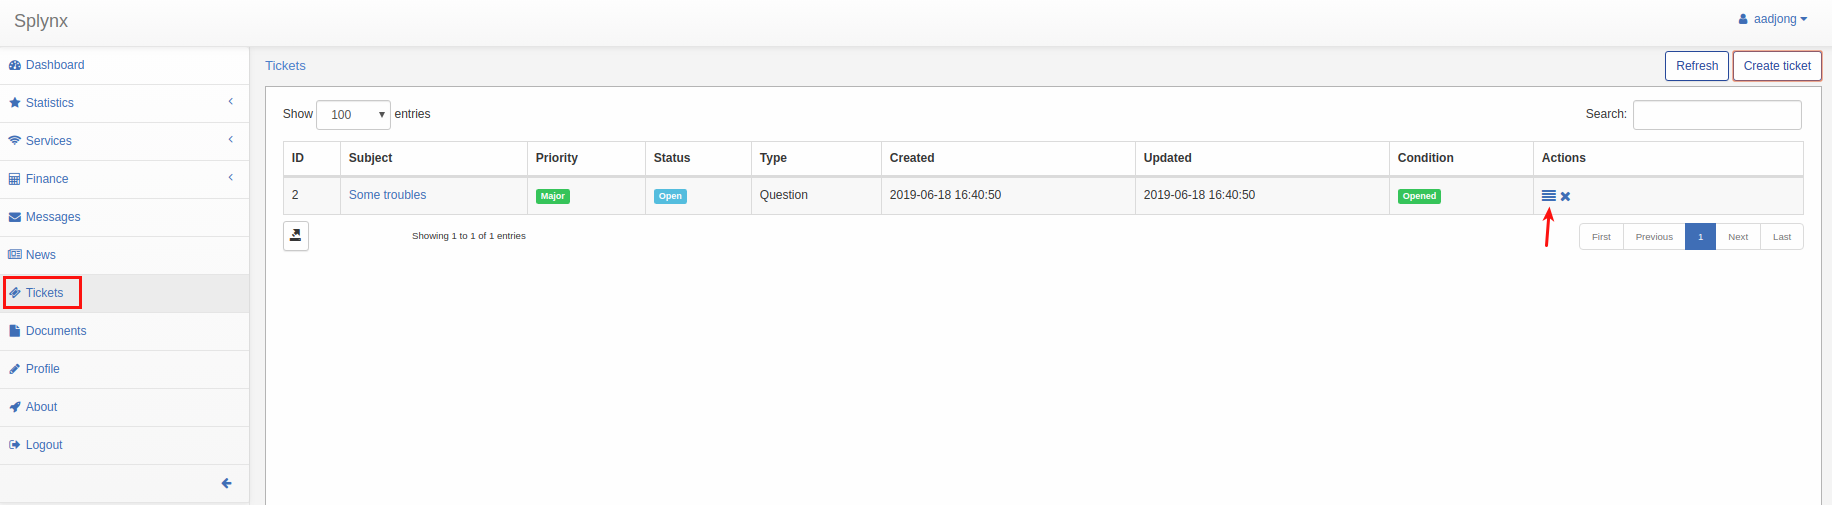 Splynx
aadjong
Dashboard
Statistics
Services
Finance
Messages
News
Tickets
Documents
Profile
About
Logout
Tickets
Refresh Create ticket
Show 100 entries Search:
ID Subject Priority Status Type Created Updated Condition Actions
2 Some troubles Major Open Question 2019-06-18 16:40:50 2019-06-18 16:40:50 Opened
Showing 1 to 1 of 1 entries First Previous 1 Next Last